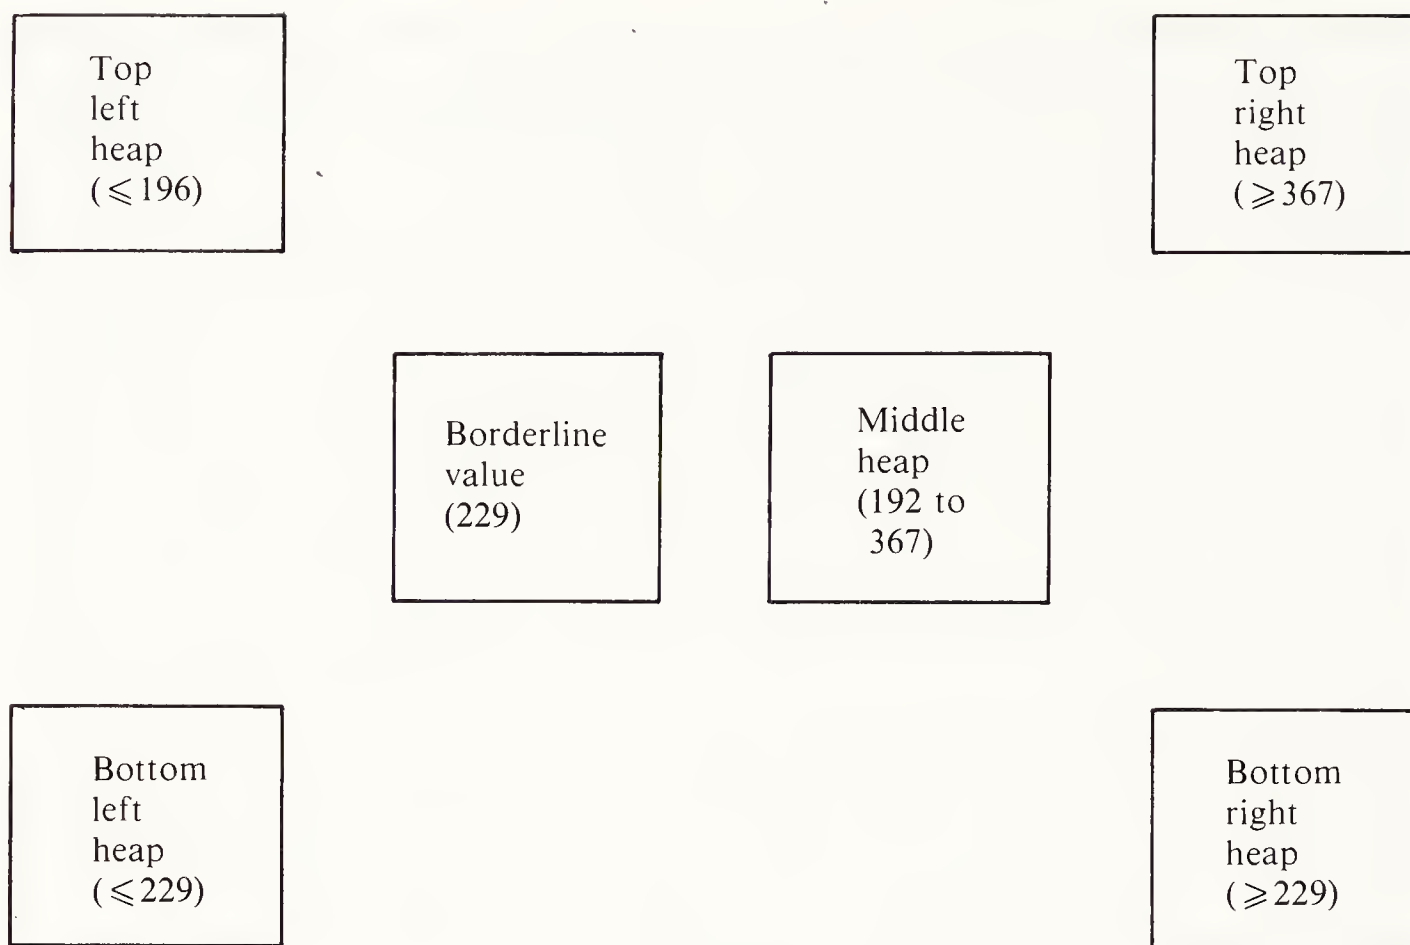 Top
left
heap
(⩽196)
Top
right
heap
(⩾367)
Borderline
value
(229)
Middle
heap
(192 to
367)
Bottom
left
heap
(⩽229)
Bottom
right
heap
(⩾229)